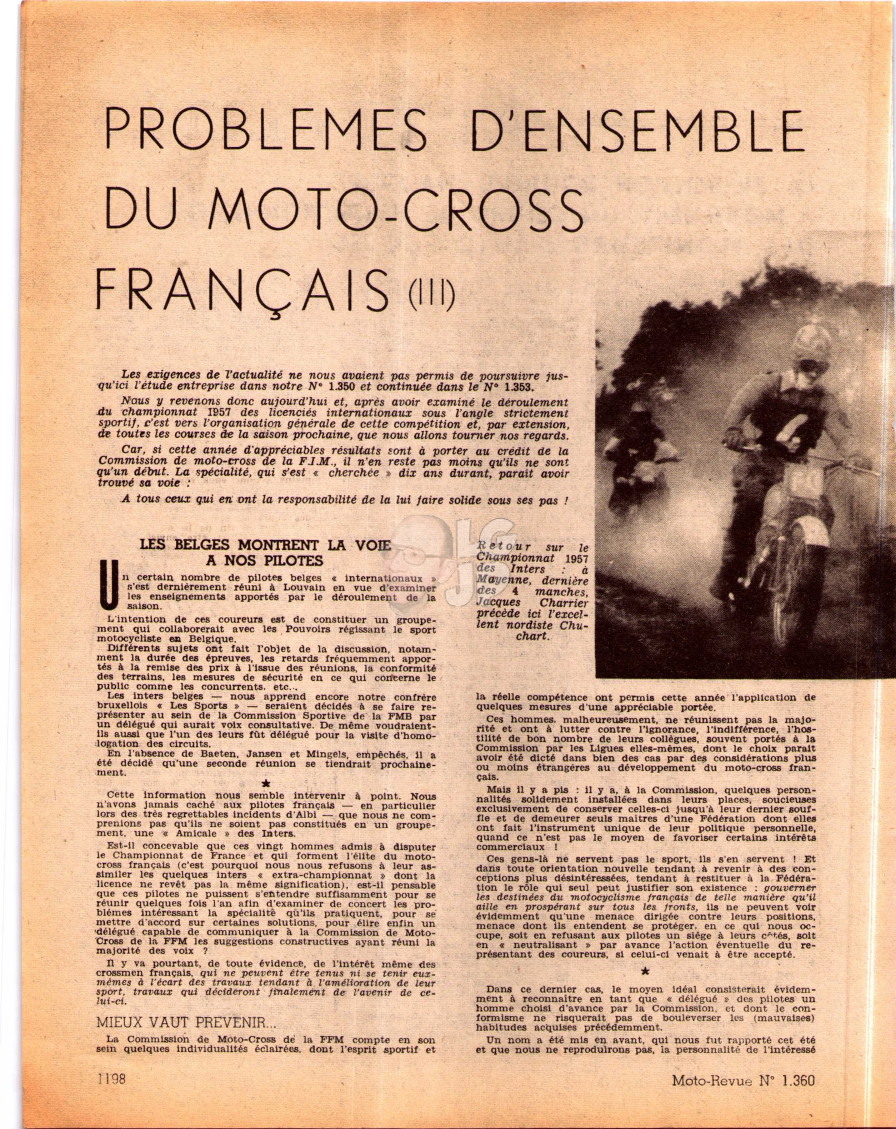 PROBLEMES D'ENSEMBLE
DU MOTO-CROSS
FRANÇAIS (III)
Les exigences de l'actualité ne nous avaient pas permis de poursuivre jus-
qu'ici l'étude entreprise dans notre N° 1.350 et continuée dans le N° 1.353.
Nous y revenons donc aujourd'hui et, après avoir examiné le déroulement
du championnat 1957 des licenciés internationaux sous l'angle strictement
sportif, c'est vers l'organisation générale de cette compétition et, par extension,
de toutes les courses de la saison prochaine, que nous allons tourner nos regards.
Car, si cette année d'appréciables résultats sont à porter au crédit de la
Commission de moto-cross de la F.I.M., il n'en reste pas moins qu'ils ne sont
qu'un début. La spécialité, qui s'est « cherchée » dix ans durant, parait avoir
trouvé sa voie :
A tous ceux qui en ont la responsabilité de la lui faire solide sous ses pas !
LES BELGES MONTRENT LA VOIE
A NOS PILOTES
Un certain nombre de pilotes belges « internationaux »
s'est dernièrement réuni à Louvain en vue d'examiner
les enseignements apportés par le déroulement de la
saison.
L'intention de ces coureurs est de constituer un groupe-
ment qui collaborerait avec les Pouvoirs régissant le sport
motocycliste en Belgique.
Différents sujets ont fait l'objet de la discussion, notam-
ment la durée des épreuves, les retards fréquemment appor-
tés à la remise des prix à l'issue des réunions, la conformité
des terrains, les mesures de sécurité en ce qui concerne le
public comme les concurrents, etc...
Les inters belges — nous apprend encore notre confrère
bruxellois « Les Sports » — seraient décidés à se faire re-
présenter au sein de la Commission Sportive de la FMB par
un délégué qui aurait voix consultative. De même voudraient-
ils aussi que l'un des leurs fût délégué pour la visite d'homo-
logation des circuits.
En l'absence de Baeten, Jansen et Mingels, empêchés, il a
été décidé qu'une seconde réunion se tiendrait prochaine-
ment.
★
Cette information nous semble intervenir à point. Nous
n'avons jamais caché aux pilotes français — en particulier
lors des très regrettables incidents d'Albi — que nous ne com-
prenions pas qu'ils ne soient pas constitués en un groupe-
ment, une « Amicale » des Inters.
Est-il concevable que ces vingt hommes admis à disputer
le Championnat de France et qui forment l'élite du moto-
cross français (c'est pourquoi nous nous refusons à leur as-
similer les quelques inters « extra-championnat » dont la
licence ne revêt pas la même signification), est-il pensable
que ces pilotes ne puissent s'entendre suffisamment pour se
réunir quelques fois l'an afin d'examiner de concert les pro-
blèmes intéressant la spécialité qu'ils pratiquent, pour se
mettre d'accord sur certaines solutions, pour élire enfin un
délégué capable de communiquer à la Commission de Moto-
Cross de la FFM les suggestions constructives ayant réuni la
majorité des voix ?
Il y va pourtant, de toute évidence, de l'intérêt même des
crossmen français, qui ne peuvent être tenus ni se tenir eux-
mêmes à l'écart des travaux tendant à l'amélioration de leur
sport, travaux qui décideront finalement de l'avenir de ce-
lui-ci.
MIEUX VAUT PREVENIR...
La Commission de Moto-Cross de la FFM compte en son
sein quelques individualités éclairées, dont l'esprit sportif et
Retour sur le
Championnat 1957
des Inters : à
Mayenne, dernière
des 4 manches,
Jacques Charrier
précède ici l'excel-
lent nordiste Chu-
chart.
la réelle compétence ont permis cette année l'application de
quelques mesures d'une appréciable portée.
Ces hommes, malheureusement, ne réunissent pas la majo-
rité et ont à lutter contre l'ignorance, l'indifférence, l'hos-
tilité de bon nombre de leurs collègues, souvent portés à la
Commission par les Ligues elles-mêmes, dont le choix parait
avoir été dicté dans bien des cas par des considérations plus
ou moins étrangères au développement du moto-cross fran-
çais.
Mais il y a pis : il y a, à la Commission, quelques person-
nalités solidement installées dans leurs places, soucieuses
exclusivement de conserver celles-ci jusqu'à leur dernier souf-
fle et de demeurer seuls maîtres d'une Fédération dont elles
ont fait l'instrument unique de leur politique personnelle,
quand ce n'est pas le moyen de favoriser certains intérêts
commerciaux !
Ces gens-là ne servent pas le sport, ils s'en servent ! Et
dans toute orientation nouvelle tendant à revenir à des con-
ceptions plus désintéressées, tendant à restituer à la Fédéra-
tion le rôle qui seul peut justifier son existence : gouverner
les destinées du motocyclisme français de telle manière qu'il
aille en prospérant sur tous les fronts, ils ne peuvent voir
évidemment qu'une menace dirigée contre leurs positions,
menace dont ils entendent se protéger, en ce qui nous oc-
cupe, soit en refusant aux pilotes un siège à leurs côtés, soit
en « neutralisant » par avance l'action éventuelle du re-
présentant des coureurs, si celui-ci venait à être accepté.
★
Dans ce dernier cas, le moyen idéal consisterait évidem-
ment à reconnaître en tant que « délégué » des pilotes un
homme choisi d'avance par la Commission, et dont le con-
formisme ne risquerait pas de bouleverser les (mauvaises)
habitudes acquises précédemment.
Un nom a été mis en avant, qui nous fut rapporté cet été
et que nous ne reproduirons pas, la personnalité de l'intéressé
1198
Moto-Revue N° 1.360